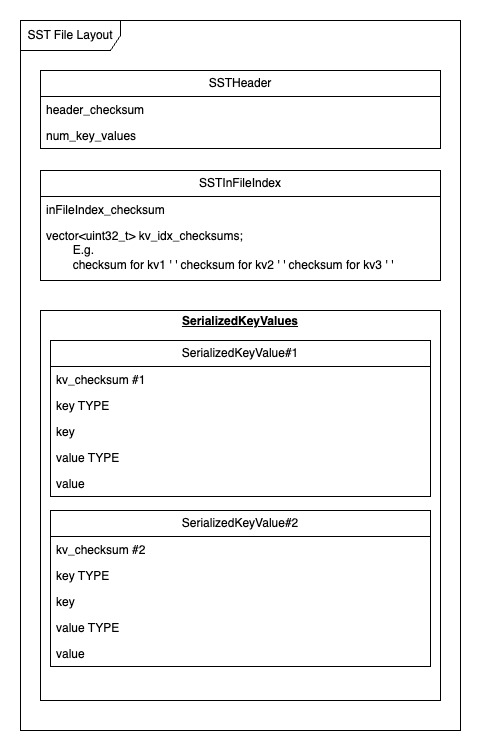 SST File Layout
SSTHeader
header_checksum
num_key_values
SSTInFileIndex
inFileIndex_checksum
vector<uint32_t> kv_idx_checksums;
E.g.
checksum for kv1 ' ' checksum for kv2 ' ' checksum for kv3 ' '
SerializedKeyValues
SerializedKeyValue#1
kv_checksum #1
key TYPE
key
value TYPE
value
SerializedKeyValue#2
kv_checksum #2
key TYPE
key
value TYPE
value